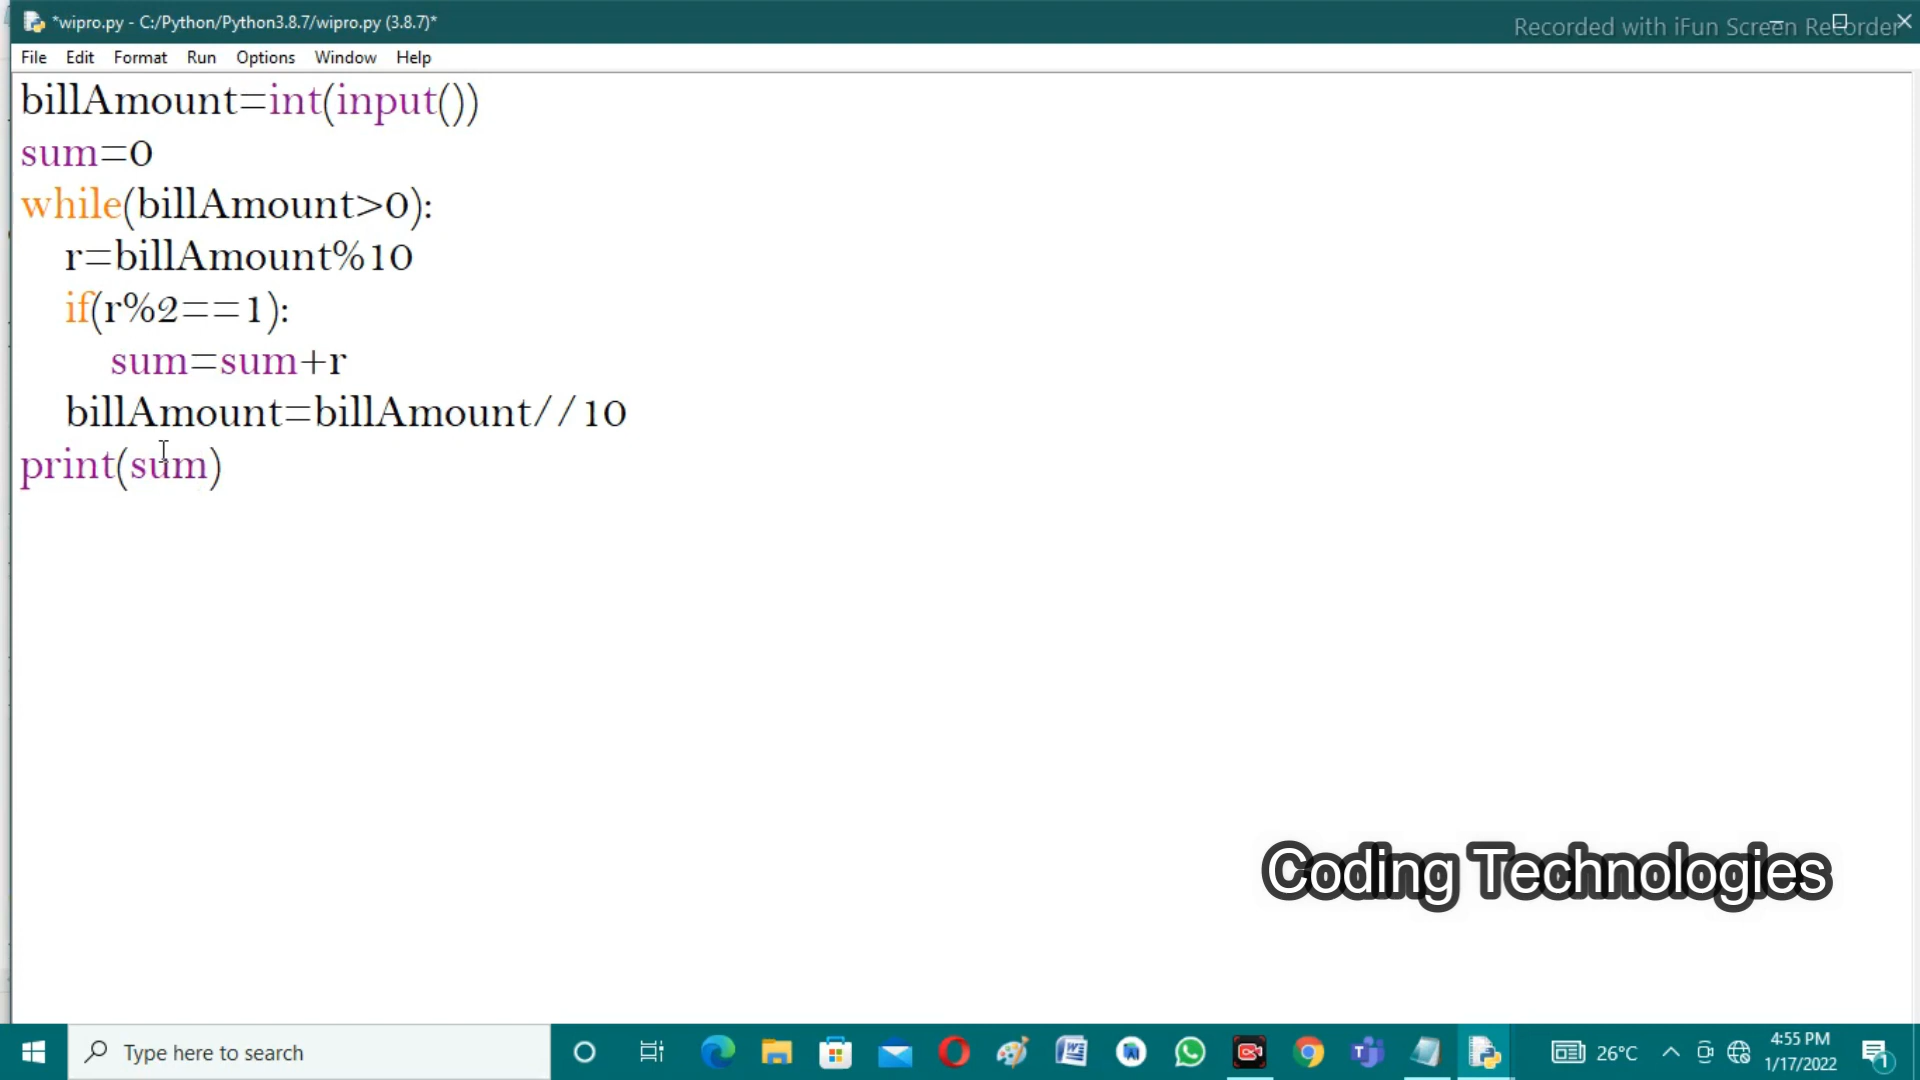 *wipro.py - C:/Python/Python3.8.7/wipro.py (3.8.7)*
Recorded with iFun Screen Recorder
File Edit Format Run Options Window Help
billAmount=int(input())
sum=0
while(billAmount>0):
    r=billAmount%10
    if(r%2==1):
        sum=sum+r
    billAmount=billAmount//10
print(sum)
Coding Technologies
Type here to search
26°C
4:55 PM
1/17/2022
1